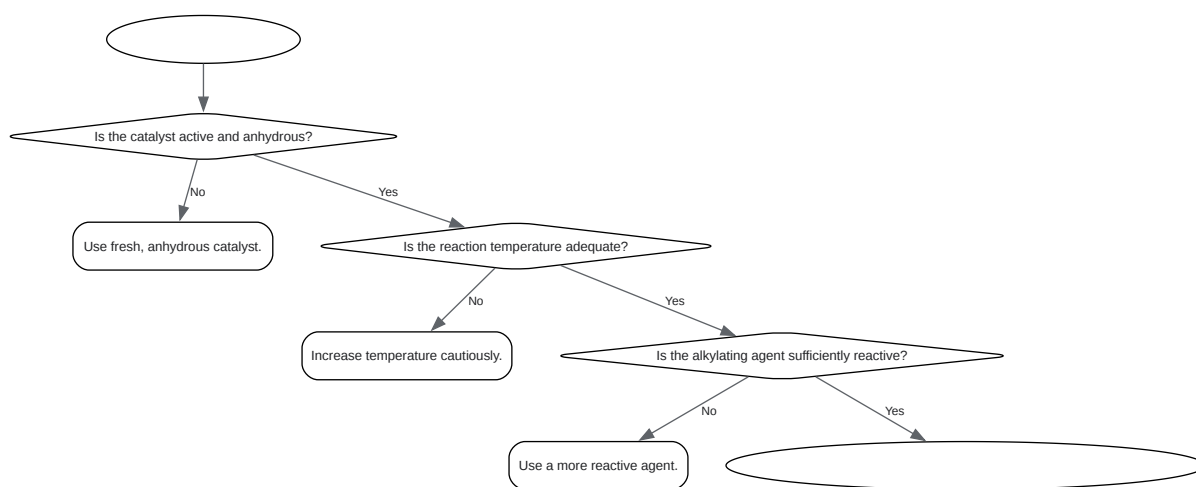 Is the catalyst active and anhydrous?
No
Yes
Use fresh, anhydrous catalyst.
Is the reaction temperature adequate?
No
Yes
Increase temperature cautiously.
Is the alkylating agent sufficiently reactive?
No
Yes
Use a more reactive agent.